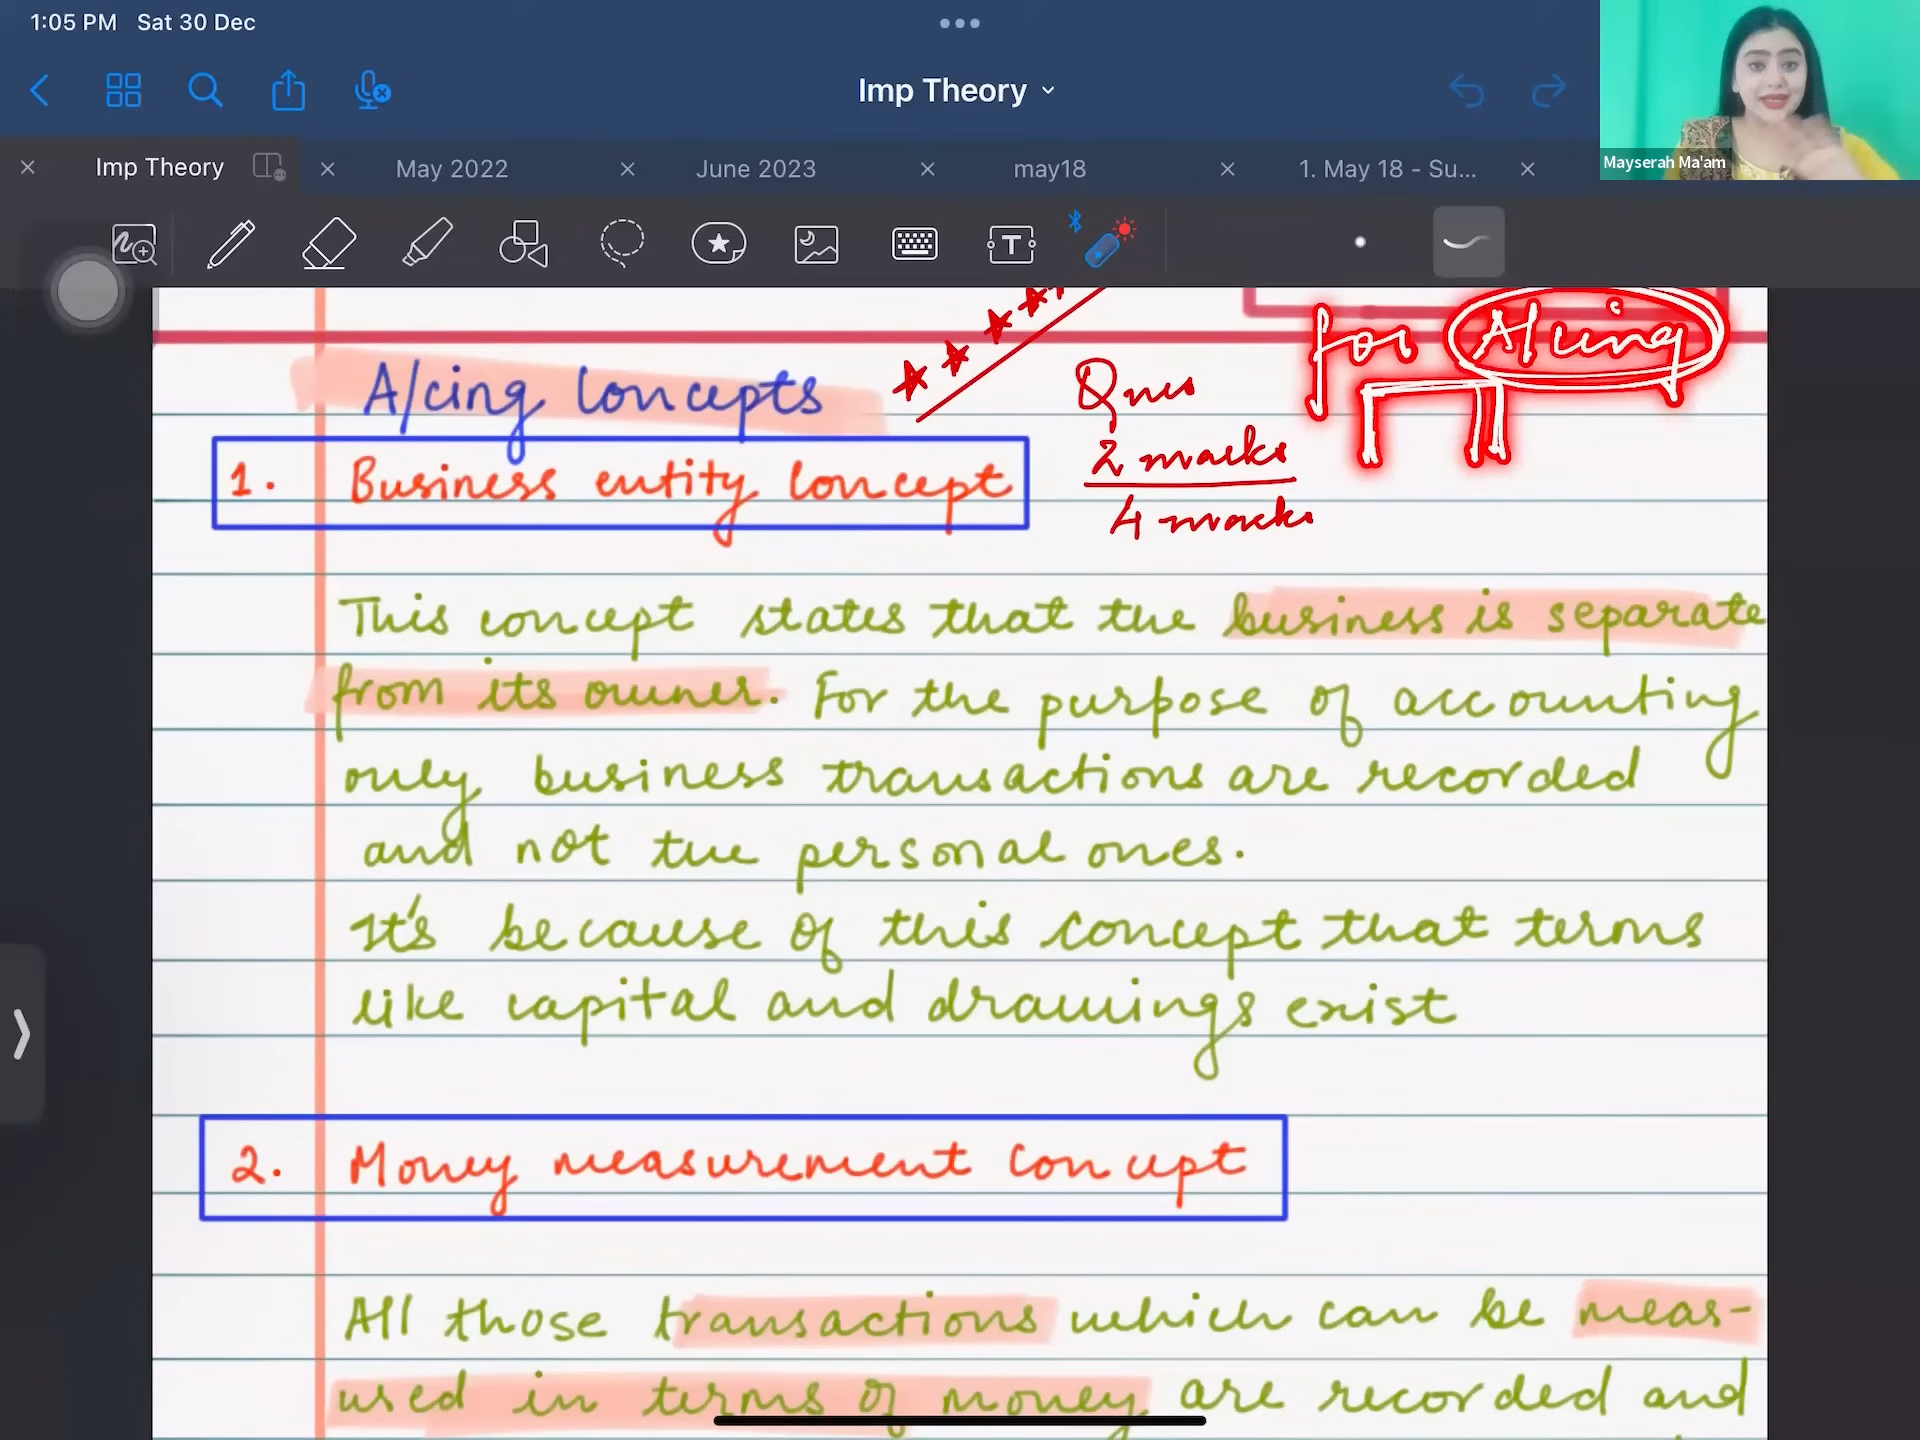 1:05 PM Sat 30 Dec
Imp Theory
Mayserah Ma'am
Imp Theory
May 2022
June 2023
may18
1. May 18 - Su...
T
for A/cing
A/cing Concepts
Ques
2 marks
4 marks
1. Business entity concept
This concept states that the business is separate
from its owner. For the purpose of accounting
only business transactions are recorded
and not the personal ones.
It's because of this concept that terms
like capital and drawings exist
2. Money measurement concept
All those transactions which can be meas-
ured in terms of money are recorded and